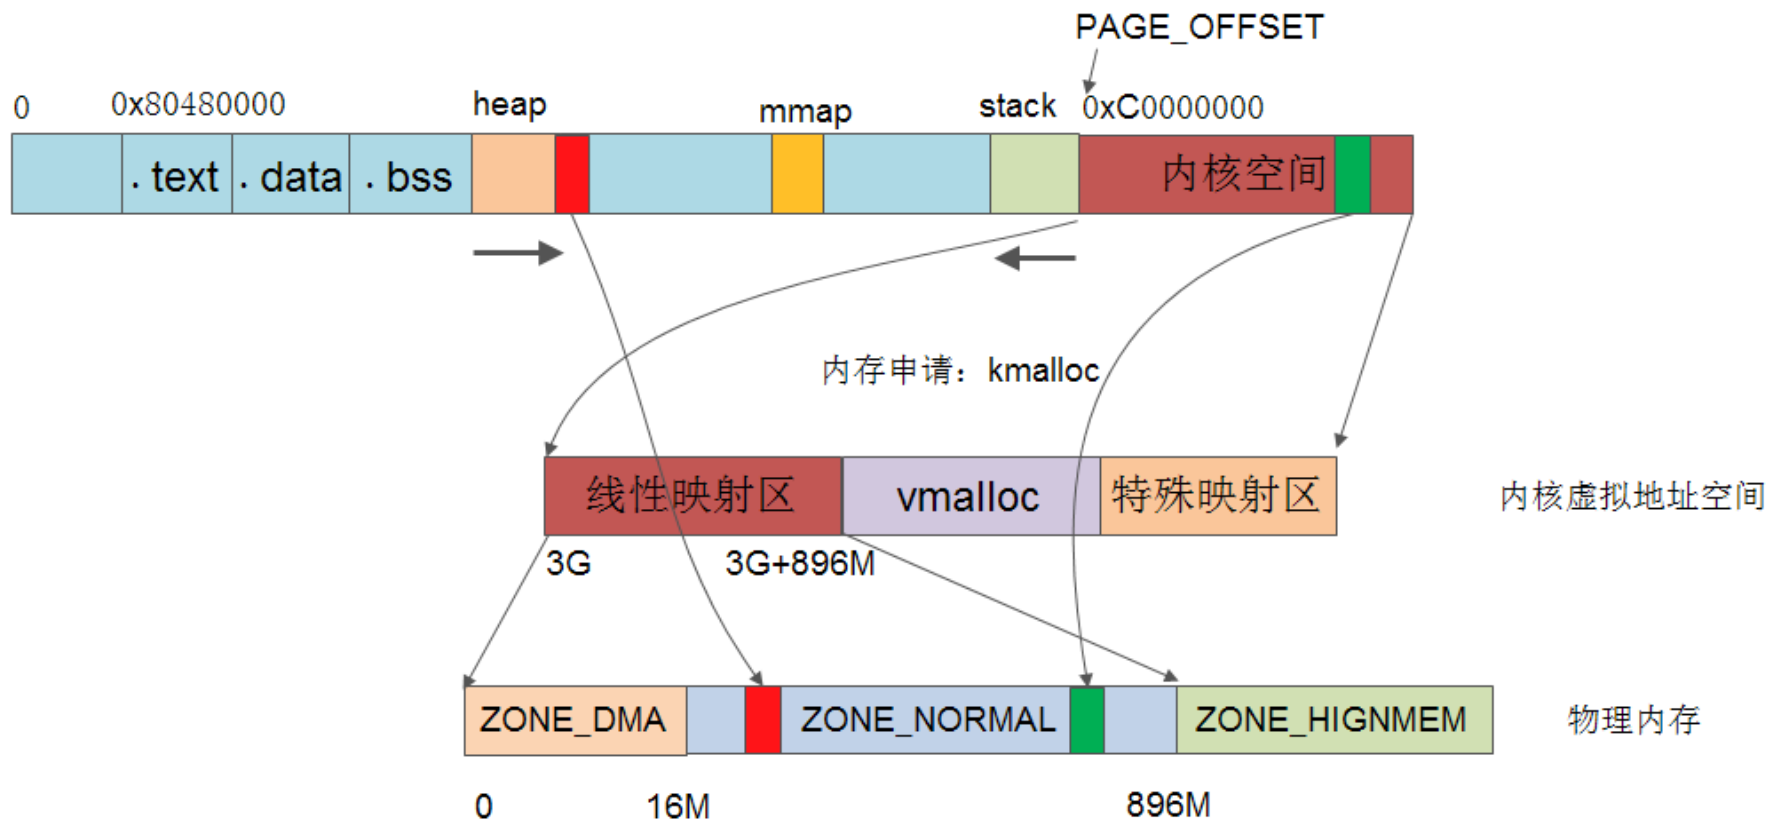 PAGE_OFFSET
0 0x80480000 heap mmap stack 0xC0000000
.text .data .bss 内核空间
内存申请：kmalloc
线性映射区 vmalloc 特殊映射区 内核虚拟地址空间
3G 3G+896M
ZONE_DMA ZONE_NORMAL ZONE_HIGNMEM 物理内存
0 16M 896M